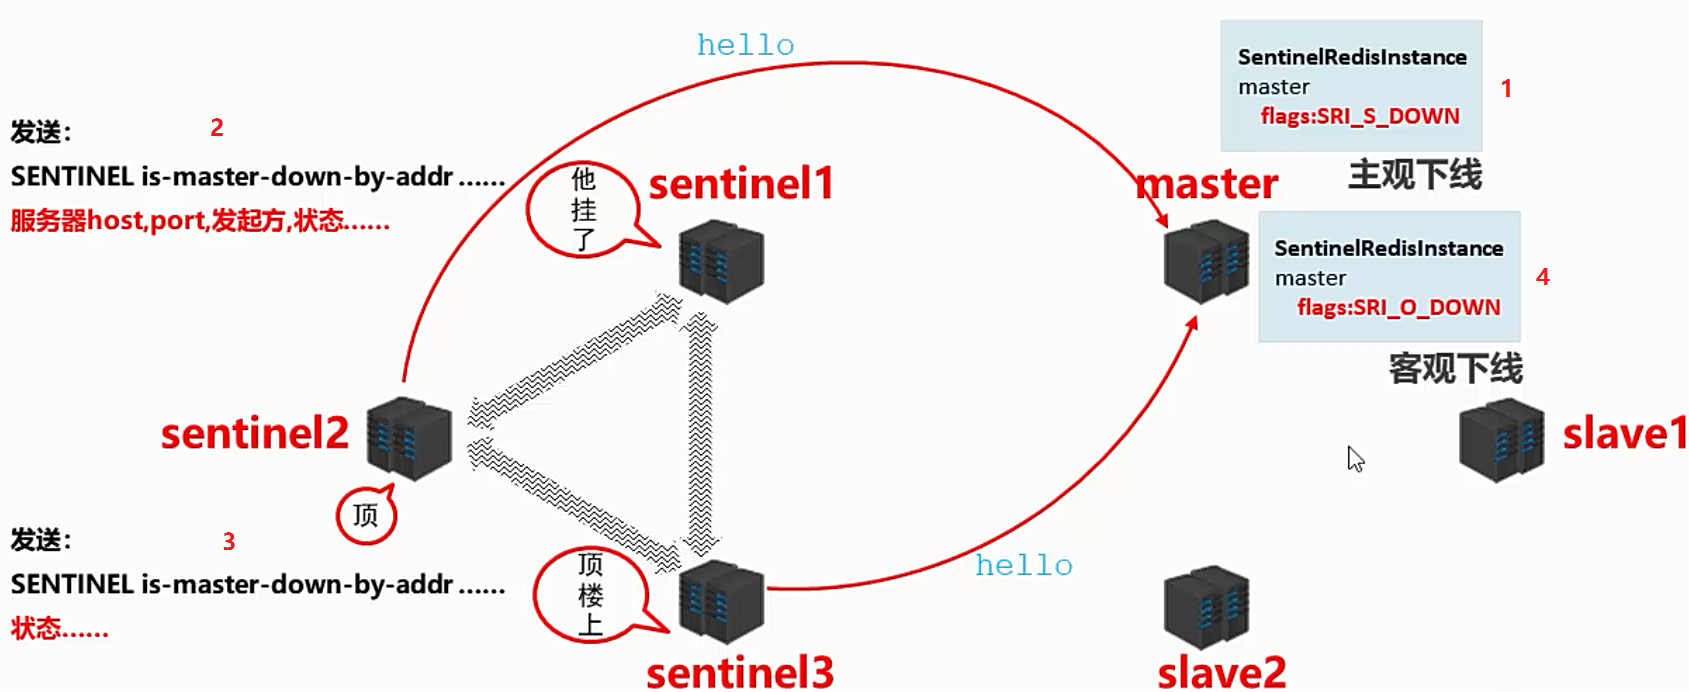 hello
SentinelRedisInstance
master
flags:SRI_S_DOWN
1
主观下线
发送：
2
SENTINEL is-master-down-by-addr ……
服务器host,port,发起方,状态……
他
挂
了
sentinel1
master
SentinelRedisInstance
master
flags:SRI_O_DOWN
4
客观下线
sentinel2
slave1
顶
发送：
3
SENTINEL is-master-down-by-addr ……
状态……
顶
楼
上
hello
sentinel3
slave2